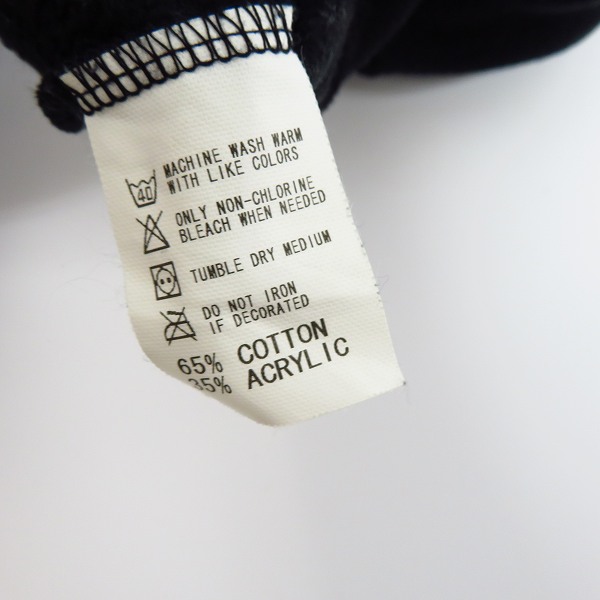 40
MACHINE WASH WARM
WITH LIKE COLORS
ONLY NON-CHLORINE
BLEACH WHEN NEEDED
TUMBLE DRY MEDIUM
DO NOT IRON
IF DECORATED
65% COTTON
35% ACRYLIC